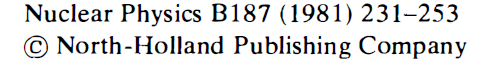 Nuclear Physics B187 (1981) 231–253
© North-Holland Publishing Company